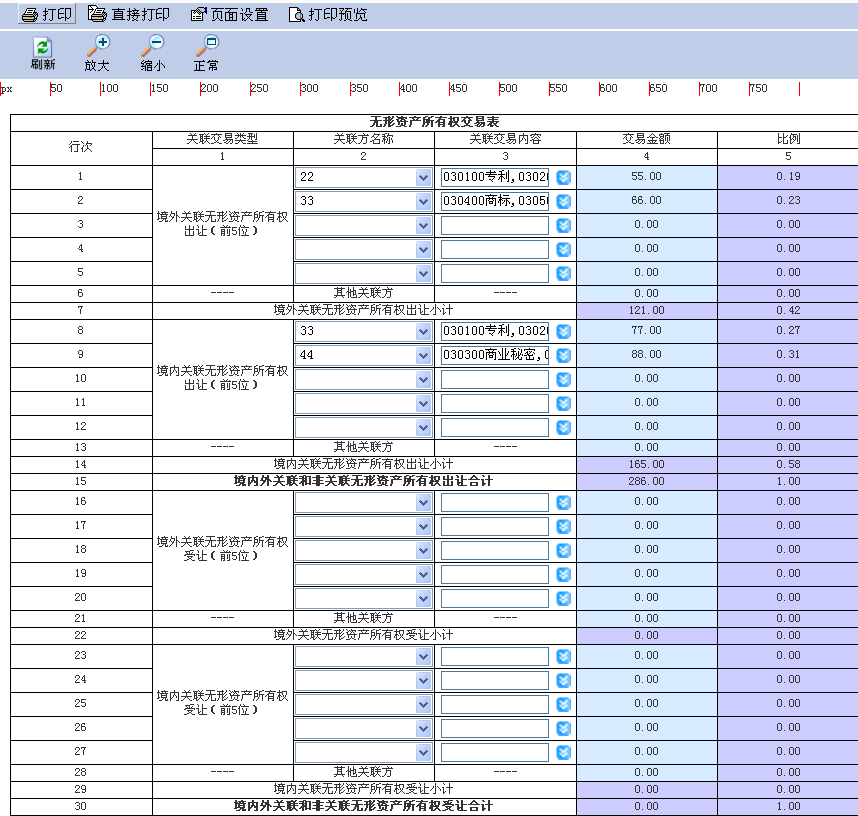 打印 直接打印 页面设置 打印预览
刷新 放大 缩小 正常
px 50 100 150 200 250 300 350 400 450 500 550 600 650 700 750
无形资产所有权交易表
行次 关联交易类型 关联方名称 关联交易内容 交易金额 比例
1 2 3 4 5
1 22 030100专利,0302 55.00 0.19
2 33 030400商标,0305 66.00 0.23
境外关联无形资产所有权
出让(前5位)
3 0.00 0.00
4 0.00 0.00
5 0.00 0.00
6 ---- 其他关联方 ---- 0.00 0.00
7 境外关联无形资产所有权出让小计 121.00 0.42
8 33 030100专利,0302 77.00 0.27
9 44 030300商业秘密, 88.00 0.31
境内关联无形资产所有权
出让(前5位)
10 0.00 0.00
11 0.00 0.00
12 0.00 0.00
13 ---- 其他关联方 ---- 0.00 0.00
14 境内关联无形资产所有权出让小计 165.00 0.58
15 境内外关联和非关联无形资产所有权出让合计 286.00 1.00
16 0.00 0.00
17 0.00 0.00
境外关联无形资产所有权
受让(前5位)
18 0.00 0.00
19 0.00 0.00
20 0.00 0.00
21 ---- 其他关联方 ---- 0.00 0.00
22 境外关联无形资产所有权受让小计 0.00 0.00
23 0.00 0.00
24 0.00 0.00
境内关联无形资产所有权
受让(前5位)
25 0.00 0.00
26 0.00 0.00
27 0.00 0.00
28 ---- 其他关联方 ---- 0.00 0.00
29 境内关联无形资产所有权受让小计 0.00 0.00
30 境内外关联和非关联无形资产所有权受让合计 0.00 1.00